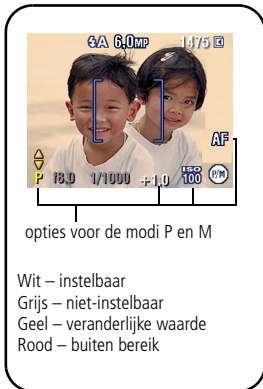 4A 6.0MP 1475
AF
P f8.0 1/1000 +1.0 ISO 100 P/M
opties voor de modi P en M
Wit – instelbaar
Grijs – niet-instelbaar
Geel – veranderlijke waarde
Rood – buiten bereik